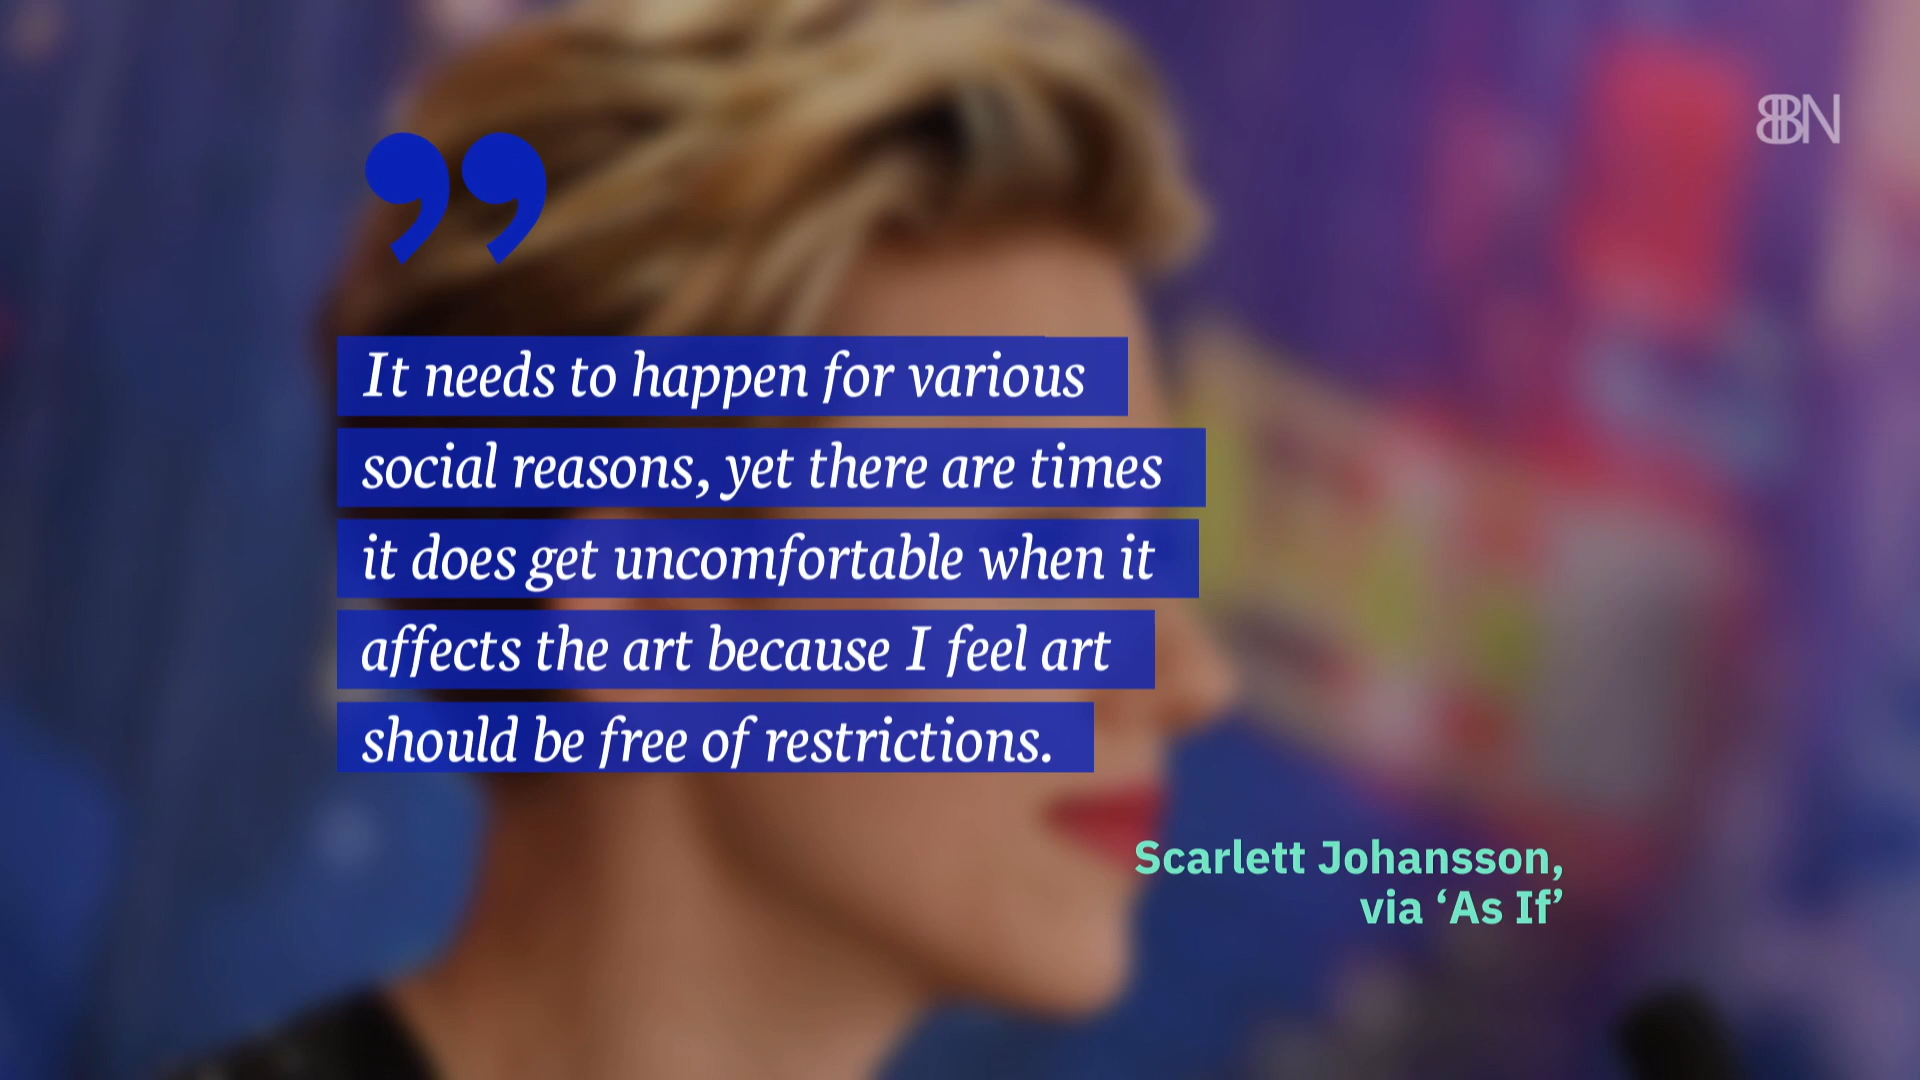 BBN
”
It needs to happen for various
social reasons, yet there are times
it does get uncomfortable when it
affects the art because I feel art
should be free of restrictions.
Scarlett Johansson,
via ‘As If’